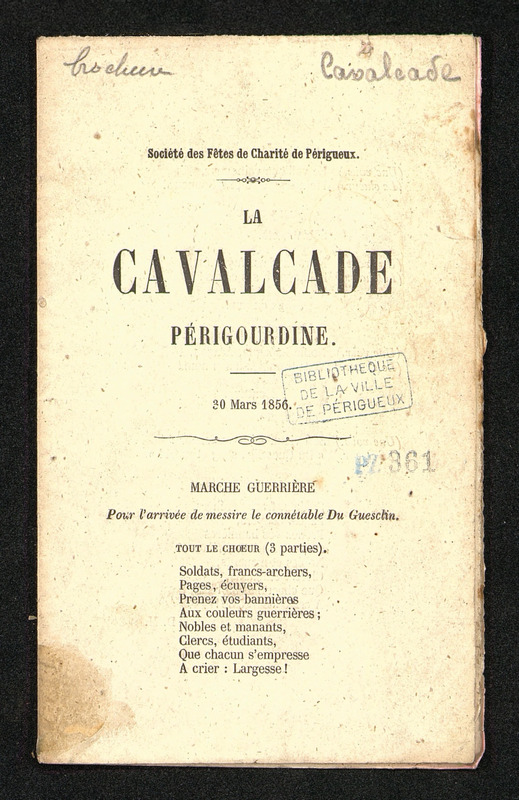 brochure
Cavalcade
Société des Fêtes de Charité de Périgueux.
LA
CAVALCADE
PÉRIGOURDINE.
30 Mars 1856.
BIBLIOTHEQUE
DE LA VILLE
DE PÉRIGUEUX
PZ 361
MARCHE GUERRIÈRE
Pour l'arrivée de messire le connétable Du Guesclin.
TOUT LE CHŒUR (3 parties).
Soldats, francs-archers,
Pages, écuyers,
Prenez vos bannières
Aux couleurs guerrières ;
Nobles et manants,
Clercs, étudiants,
Que chacun s'empresse
A crier : Largesse !